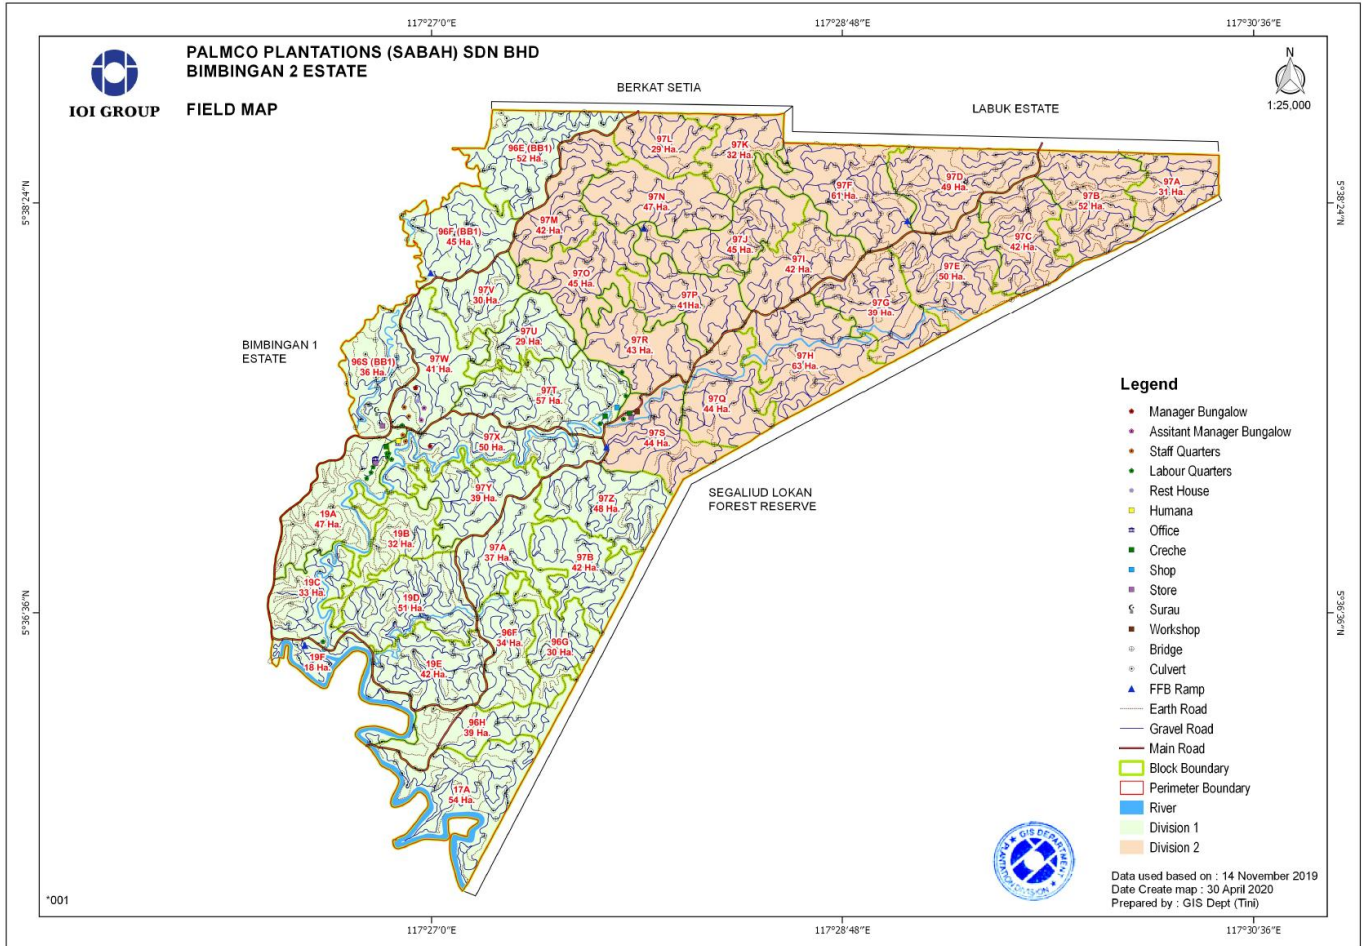 117°27'0"E
117°28'48"E
117°30'36"E
PALMCO PLANTATIONS (SABAH) SDN BHD
BIMBINGAN 2 ESTATE
IOI GROUP
FIELD MAP
N
1:25,000
BERKAT SETIA
LABUK ESTATE
5°38'24"N
5°38'24"N
96E (BB1)
52 Ha.
97L
29 Ha.
97K
32 Ha.
97F
61 Ha.
97D
49 Ha.
97A
31 Ha.
97B
52 Ha.
97N
47 Ha.
97M
42 Ha.
96F (BB1)
45 Ha.
97J
45 Ha.
97C
42 Ha.
97I
42 Ha.
97E
50 Ha.
97O
45 Ha.
97V
30 Ha.
97P
41Ha.
97G
39 Ha.
97U
29 Ha.
97R
43 Ha.
BIMBINGAN 1
ESTATE
96S (BB1)
36 Ha.
97W
41 Ha.
97H
63 Ha.
97T
57 Ha.
97Q
44 Ha.
97X
50 Ha.
97S
44 Ha.
97Y
39 Ha.
97Z
48 Ha.
SEGALIUD LOKAN
FOREST RESERVE
19A
47 Ha.
19B
32 Ha.
97A
37 Ha.
97B
42 Ha.
19C
33 Ha.
19D
51 Ha.
5°36'36"N
5°36'36"N
96F
34 Ha.
96G
30 Ha.
19F
18 Ha.
19E
42 Ha.
96H
39 Ha.
17A
54 Ha.
Legend
Manager Bungalow
Assitant Manager Bungalow
Staff Quarters
Labour Quarters
Rest House
Humana
Office
Creche
Shop
Store
Surau
Workshop
Bridge
Culvert
FFB Ramp
Earth Road
Gravel Road
Main Road
Block Boundary
Perimeter Boundary
River
Division 1
Division 2
GIS DEPARTMENT
PLANTATION DIVISION
Data used based on : 14 November 2019
Date Create map : 30 April 2020
Prepared by : GIS Dept (Tini)
*001
117°27'0"E
117°28'48"E
117°30'36"E